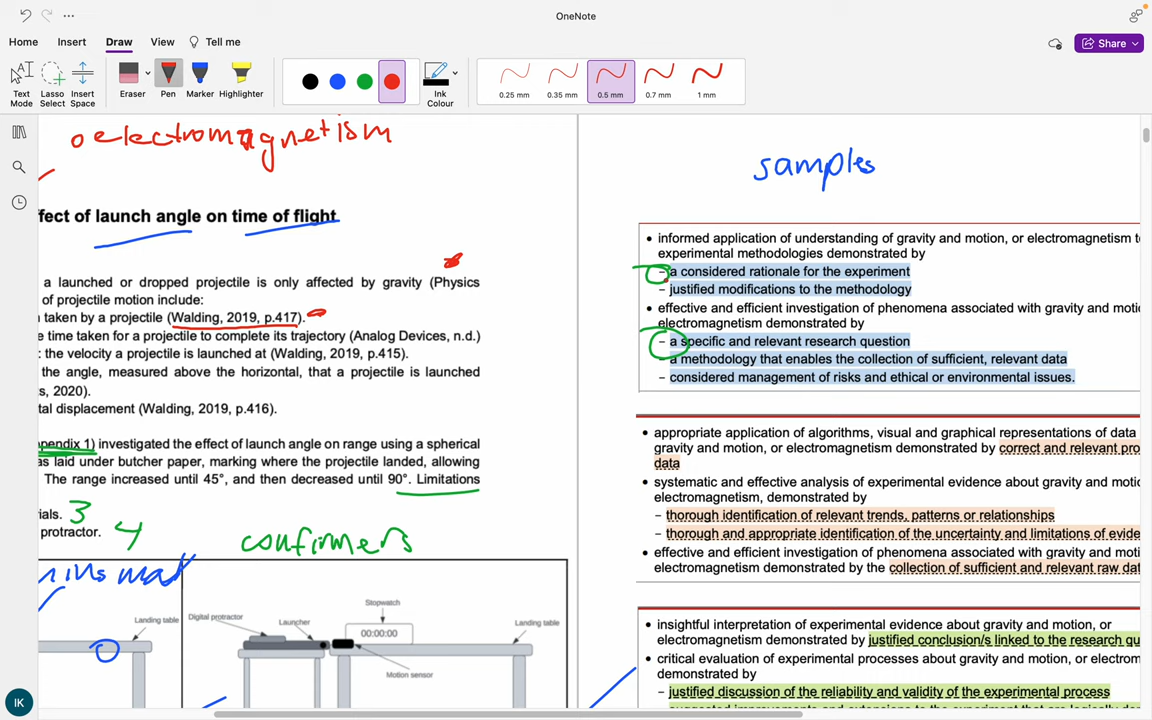 OneNote
Home Insert Draw View Tell me
Share
Text Mode
Lasso Select
Insert Space
Eraser
Pen
Marker
Highlighter
Ink Colour
0.25 mm
0.35 mm
0.5 mm
0.7 mm
1 mm
electromagnetism
fect of launch angle on time of flight
a launched or dropped projectile is only affected by gravity (Physics
of projectile motion include:
taken by a projectile (Walding, 2019, p.417).
e time taken for a projectile to complete its trajectory (Analog Devices, n.d.)
: the velocity a projectile is launched at (Walding, 2019, p.415).
the angle, measured above the horizontal, that a projectile is launched
s, 2020).
tal displacement (Walding, 2019, p.416).
pendix 1) investigated the effect of launch angle on range using a spherical
as laid under butcher paper, marking where the projectile landed, allowing
The range increased until 45°, and then decreased until 90°. Limitations
ials. 3
protractor. 4
confirmers
Landing table
Digital protractor
Launcher
Stopwatch
00:00:00
Landing table
Motion sensor
samples
• informed application of understanding of gravity and motion, or electromagnetism t
experimental methodologies demonstrated by
– a considered rationale for the experiment
– justified modifications to the methodology
• effective and efficient investigation of phenomena associated with gravity and moti
electromagnetism demonstrated by
– a specific and relevant research question
– a methodology that enables the collection of sufficient, relevant data
– considered management of risks and ethical or environmental issues.
• appropriate application of algorithms, visual and graphical representations of data
gravity and motion, or electromagnetism demonstrated by correct and relevant pro
data
• systematic and effective analysis of experimental evidence about gravity and moti
electromagnetism, demonstrated by
– thorough identification of relevant trends, patterns or relationships
– thorough and appropriate identification of the uncertainty and limitations of evide
• effective and efficient investigation of phenomena associated with gravity and moti
electromagnetism demonstrated by the collection of sufficient and relevant raw dat
• insightful interpretation of experimental evidence about gravity and motion, or
electromagnetism demonstrated by justified conclusion/s linked to the research qu
• critical evaluation of experimental processes about gravity and motion, or electrom
demonstrated by
– justified discussion of the reliability and validity of the experimental process
IK